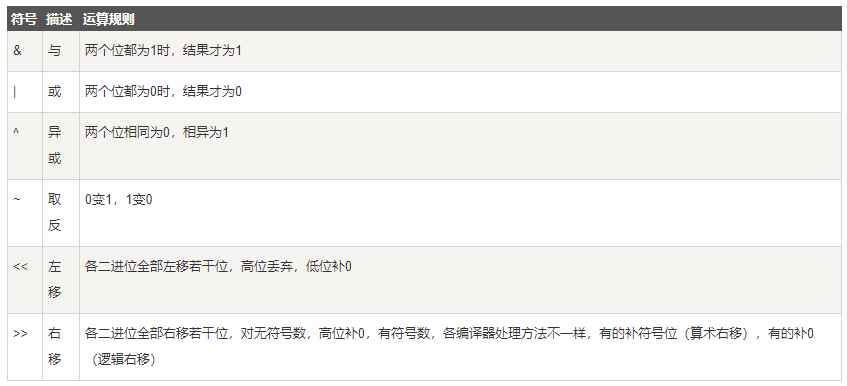 符号 描述 运算规则
& 与 两个位都为1时，结果才为1
| 或 两个位都为0时，结果才为0
^ 异或 两个位相同为0，相异为1
~ 取反 0变1，1变0
<< 左移 各二进位全部左移若干位，高位丢弃，低位补0
>> 右移 各二进位全部右移若干位，对无符号数，高位补0，有符号数，各编译器处理方法不一样，有的补符号位（算术右移），有的补0
（逻辑右移）